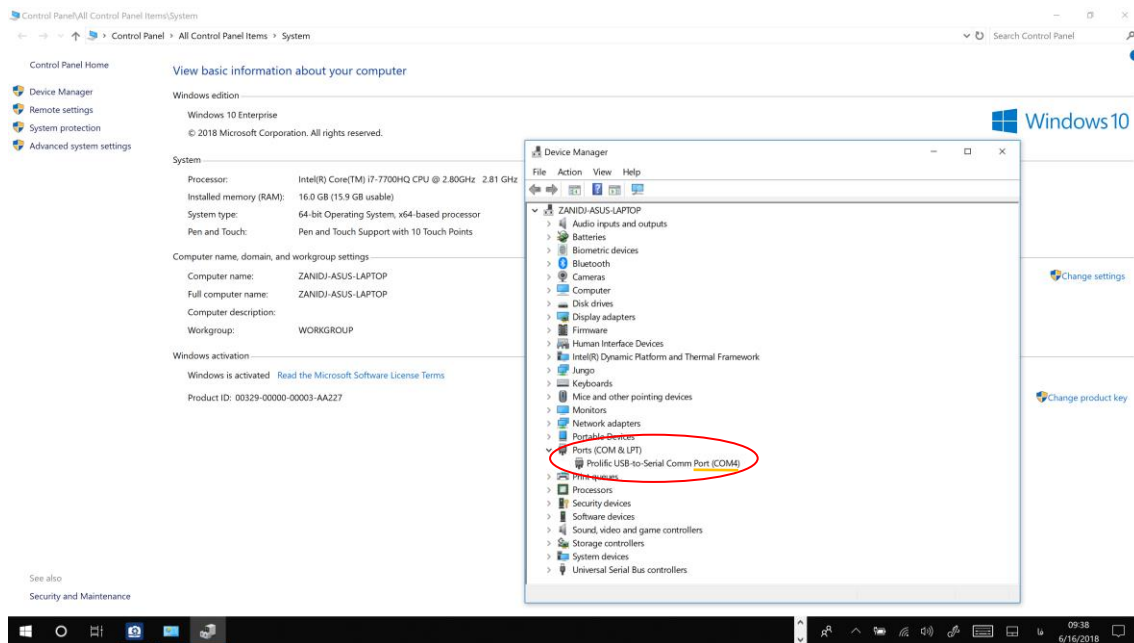 Control Panel\All Control Panel Items\System
Control Panel > All Control Panel Items > System
Search Control Panel
Control Panel Home
Device Manager
Remote settings
System protection
Advanced system settings
See also
Security and Maintenance
View basic information about your computer
Windows edition
Windows 10 Enterprise
© 2018 Microsoft Corporation. All rights reserved.
Windows 10
System
Processor: Intel(R) Core(TM) i7-7700HQ CPU @ 2.80GHz 2.81 GHz
Installed memory (RAM): 16.0 GB (15.9 GB usable)
System type: 64-bit Operating System, x64-based processor
Pen and Touch: Pen and Touch Support with 10 Touch Points
Computer name, domain, and workgroup settings
Computer name: ZANIDJ-ASUS-LAPTOP
Full computer name: ZANIDJ-ASUS-LAPTOP
Computer description:
Workgroup: WORKGROUP
Change settings
Windows activation
Windows is activated Read the Microsoft Software License Terms
Product ID: 00329-00000-00003-AA227
Change product key
Device Manager
File Action View Help
ZANIDJ-ASUS-LAPTOP
Audio inputs and outputs
Batteries
Biometric devices
Bluetooth
Cameras
Computer
Disk drives
Display adapters
Firmware
Human Interface Devices
Intel(R) Dynamic Platform and Thermal Framework
Jungo
Keyboards
Mice and other pointing devices
Monitors
Network adapters
Portable Devices
Ports (COM & LPT)
Prolific USB-to-Serial Comm Port (COM4)
Print queues
Processors
Security devices
Software devices
Sound, video and game controllers
Storage controllers
System devices
Universal Serial Bus controllers
09:38
6/16/2018